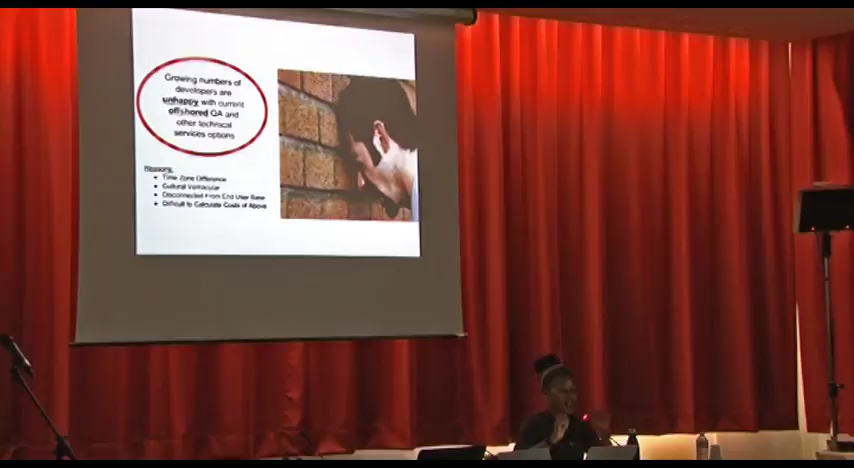 Growing numbers of
developers are
unhappy with current
offshored QA and
other technical
services options
Reasons:
• Time Zone Difference
• Cultural Vernacular
• Disconnected From End User Base
• Difficult to Calculate Costs of Above